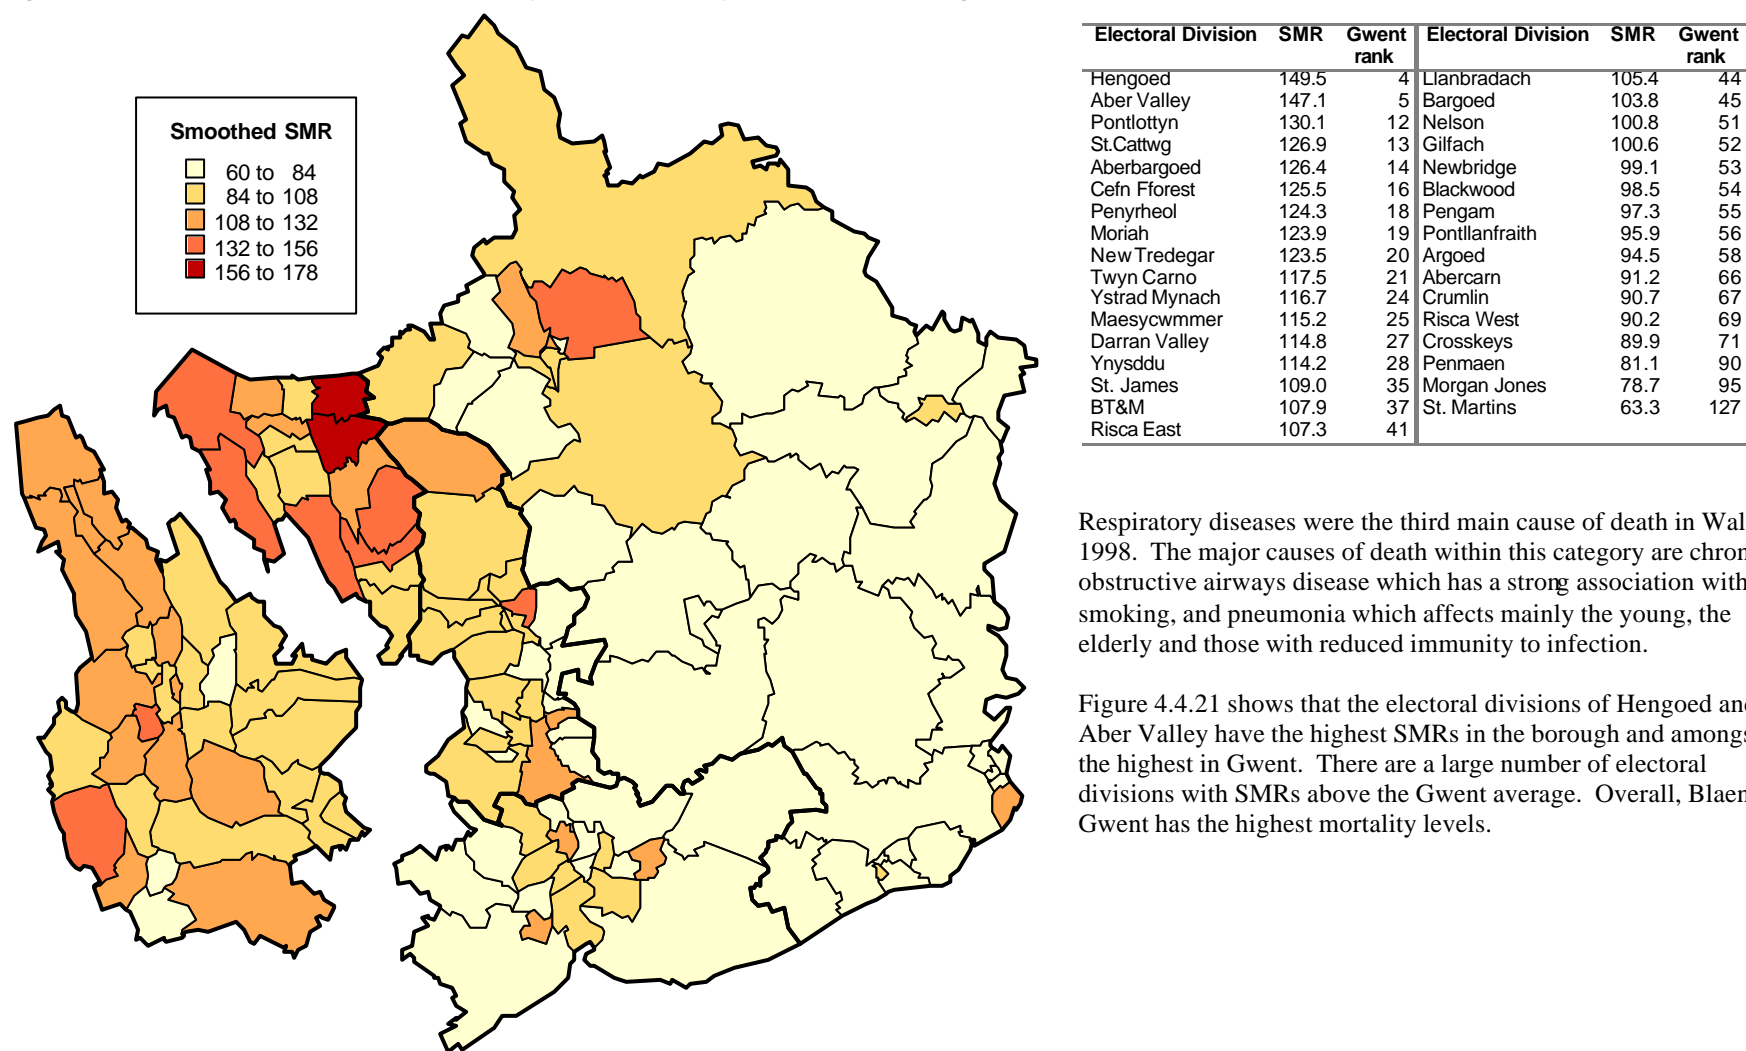 Smoothed SMR
60 to 84
84 to 108
108 to 132
132 to 156
156 to 178
Electoral Division SMR Gwent rank Electoral Division SMR Gwent rank
Hengoed 149.5 4 Llanbradach 105.4 44
Aber Valley 147.1 5 Bargoed 103.8 45
Pontlottyn 130.1 12 Nelson 100.8 51
St.Cattwg 126.9 13 Gilfach 100.6 52
Aberbargoed 126.4 14 Newbridge 99.1 53
Cefn Fforest 125.5 16 Blackwood 98.5 54
Penyrheol 124.3 18 Pengam 97.3 55
Moriah 123.9 19 Pontllanfraith 95.9 56
New Tredegar 123.5 20 Argoed 94.5 58
Twyn Carno 117.5 21 Abercarn 91.2 66
Ystrad Mynach 116.7 24 Crumlin 90.7 67
Maesycwmmer 115.2 25 Risca West 90.2 69
Darran Valley 114.8 27 Crosskeys 89.9 71
Ynysddu 114.2 28 Penmaen 81.1 90
St. James 109.0 35 Morgan Jones 78.7 95
BT&M 107.9 37 St. Martins 63.3 127
Risca East 107.3 41
Respiratory diseases were the third main cause of death in Wal
1998. The major causes of death within this category are chron
obstructive airways disease which has a strong association with
smoking, and pneumonia which affects mainly the young, the
elderly and those with reduced immunity to infection.
Figure 4.4.21 shows that the electoral divisions of Hengoed an
Aber Valley have the highest SMRs in the borough and amongs
the highest in Gwent. There are a large number of electoral
divisions with SMRs above the Gwent average. Overall, Blaen
Gwent has the highest mortality levels.